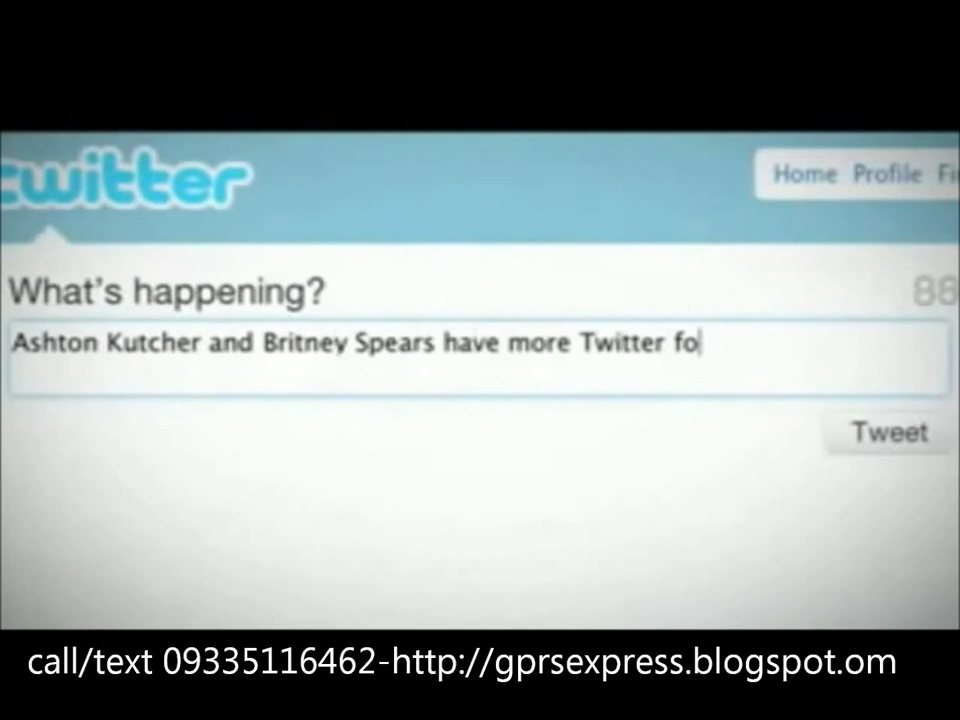 twitter
Home Profile Fi
What's happening?
88
Ashton Kutcher and Britney Spears have more Twitter fo
Tweet
call/text 09335116462-http://gprsexpress.blogspot.om